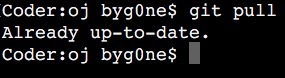 Coder:oj byg0ne$ git pull
Already up-to-date.
Coder:oj byg0ne$